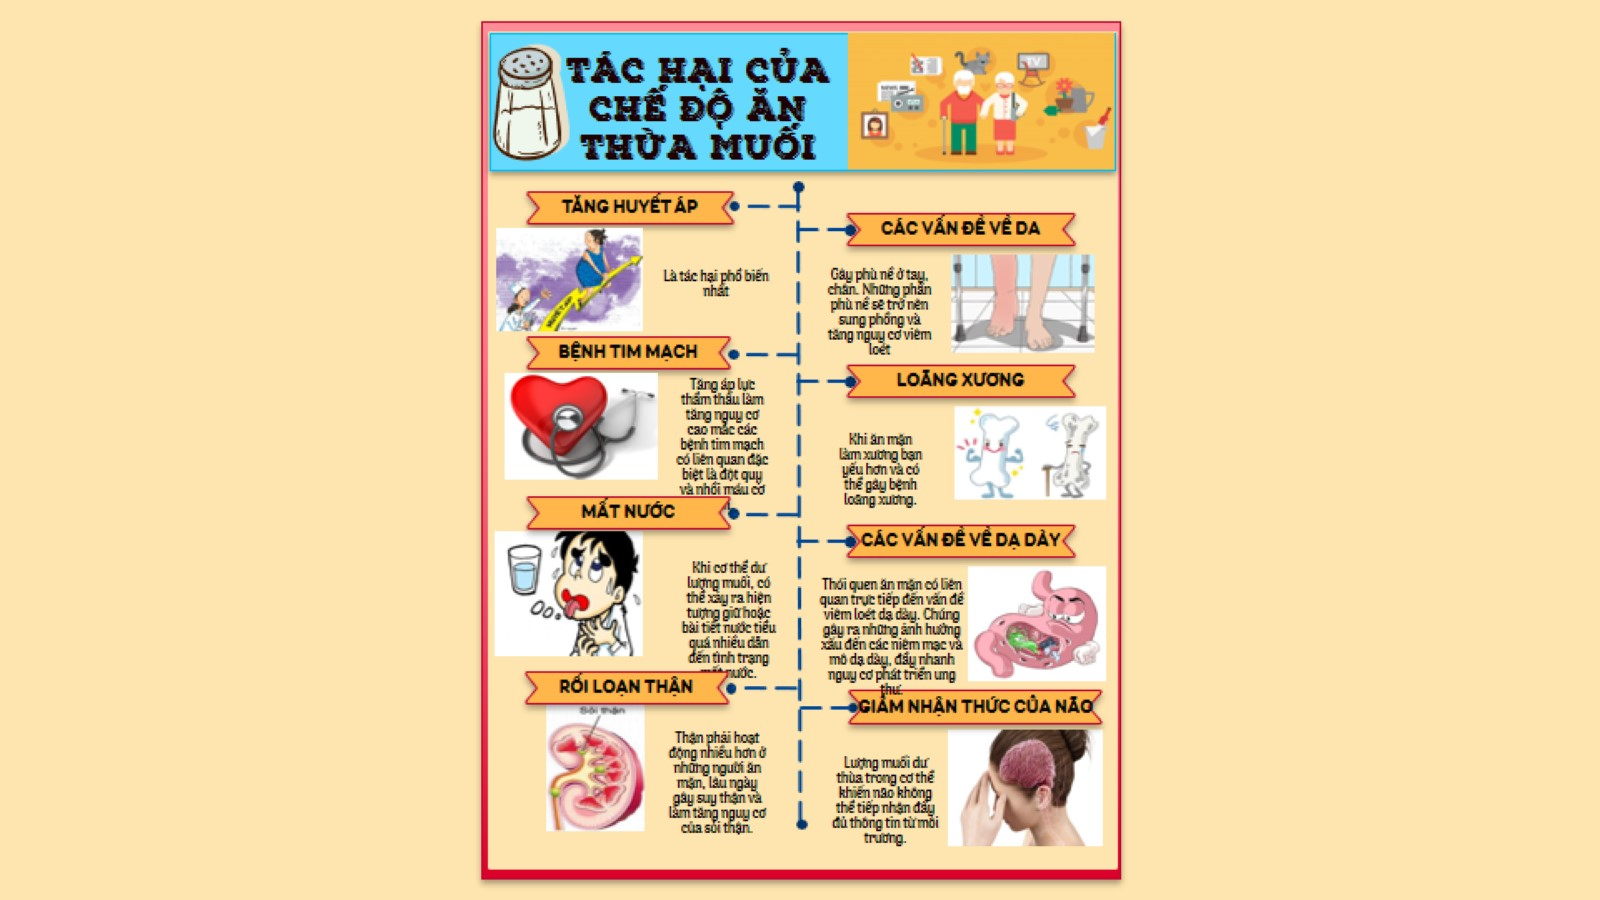 TÁC HẠI CỦA
CHẾ ĐỘ ĂN
THỪA MUỐI
TV
NEWS
TĂNG HUYẾT ÁP
HUYẾT ÁP
Là tác hại phổ biến
nhất
BỆNH TIM MẠCH
Tăng áp lực
thẩm thấu làm
tăng nguy cơ
cao mắc các
bệnh tim mạch
có liên quan đặc
biệt là đột quỵ
và nhồi máu cơ
MẤT NƯỚC
Khi cơ thể dư
lượng muối, có
thể xảy ra hiện
tượng giữ hoặc
bài tiết nước tiểu
quá nhiều dẫn
đến tình trạng
mất nước.
RỐI LOẠN THẬN
Sỏi thận
Thận phải hoạt
động nhiều hơn ở
những người ăn
mặn, lâu ngày
gây suy thận và
làm tăng nguy cơ
của sỏi thận.
CÁC VẤN ĐỀ VỀ DA
Gây phù nề ở tay,
chân. Những phần
phù nề sẽ trở nên
sung phồng và
tăng nguy cơ viêm
loét
LOÃNG XƯƠNG
Khi ăn mặn
làm xương bạn
yếu hơn và có
thể gây bệnh
loãng xương.
CÁC VẤN ĐỀ VỀ DẠ DÀY
Thói quen ăn mặn có liên
quan trực tiếp đến vấn đề
viêm loét dạ dày. Chúng
gây ra những ảnh hưởng
xấu đến các niêm mạc và
mô dạ dày, đẩy nhanh
nguy cơ phát triển ung
thư.
GIẢM NHẬN THỨC CỦA NÃO
Lượng muối dư
thừa trong cơ thể
khiến não không
thể tiếp nhận đầy
đủ thông tin từ môi
trường.